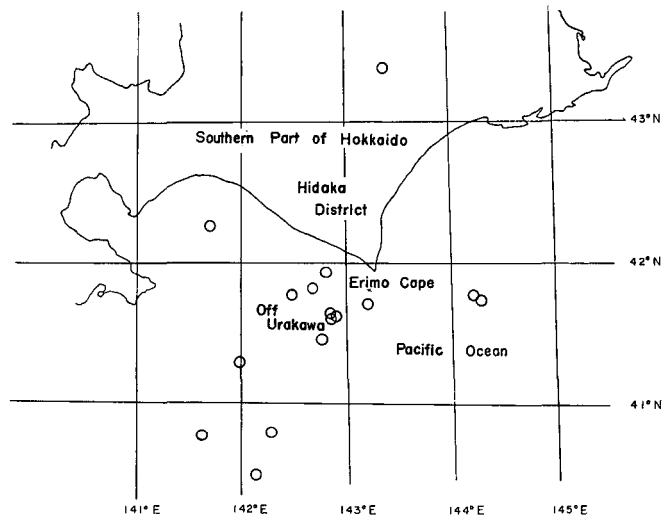 43° N
Southern Part of Hokkaido
Hidaka
District
42° N
Erimo Cape
Off
Urakawa
Pacific Ocean
41° N
141° E 142° E 143° E 144° E 145° E